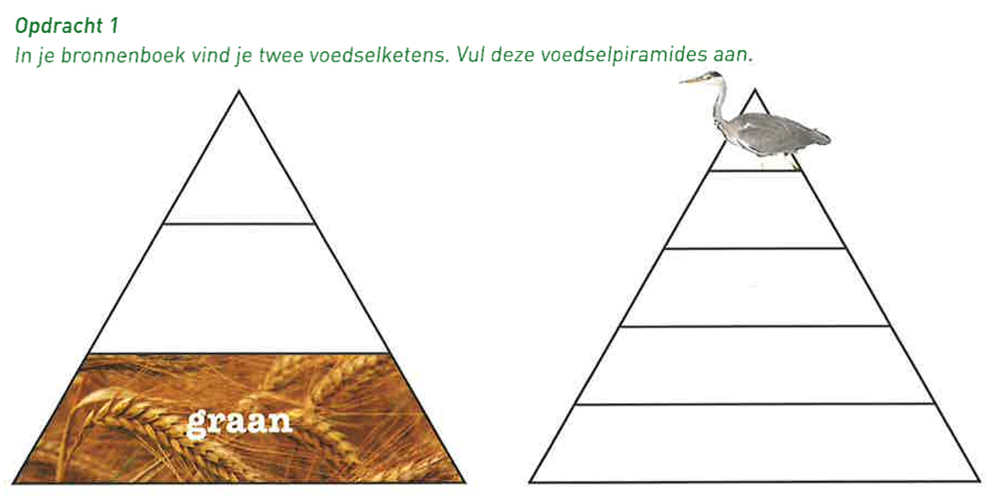 Opdracht 1
In je bronnenboek vind je twee voedselketens. Vul deze voedselpiramides aan.
graan